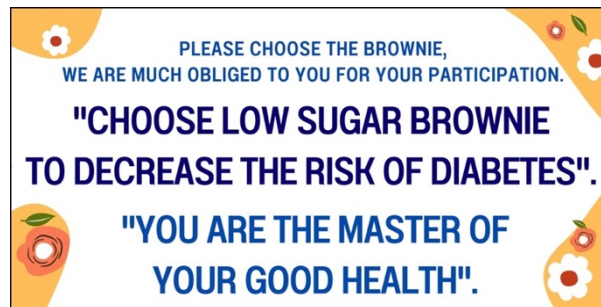 PLEASE CHOOSE THE BROWNIE,
WE ARE MUCH OBLIGED TO YOU FOR YOUR PARTICIPATION.
"CHOOSE LOW SUGAR BROWNIE
TO DECREASE THE RISK OF DIABETES".
"YOU ARE THE MASTER OF
YOUR GOOD HEALTH".